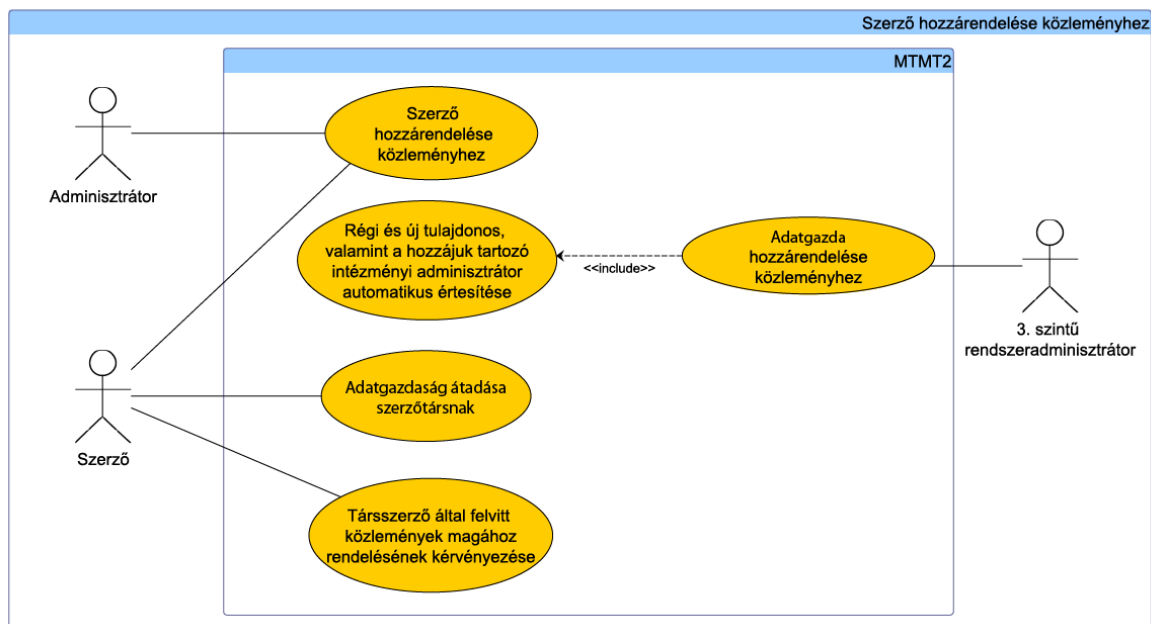 Szerző hozzárendelése közleményhez
MTMT2
Szerző
hozzárendelése
közleményhez
Adminisztrátor
Régi és új tulajdonos,
valamint a hozzájuk tartozó
intézményi adminisztrátor
automatikus értesítése
<<include>>
Adatgazda
hozzárendelése
közleményhez
3. szintű
rendszeradminisztrátor
Adatgazdaság átadása
szerzőtársnak
Szerző
Társszerző által felvitt
közlemények magához
rendelésének kérvényezése